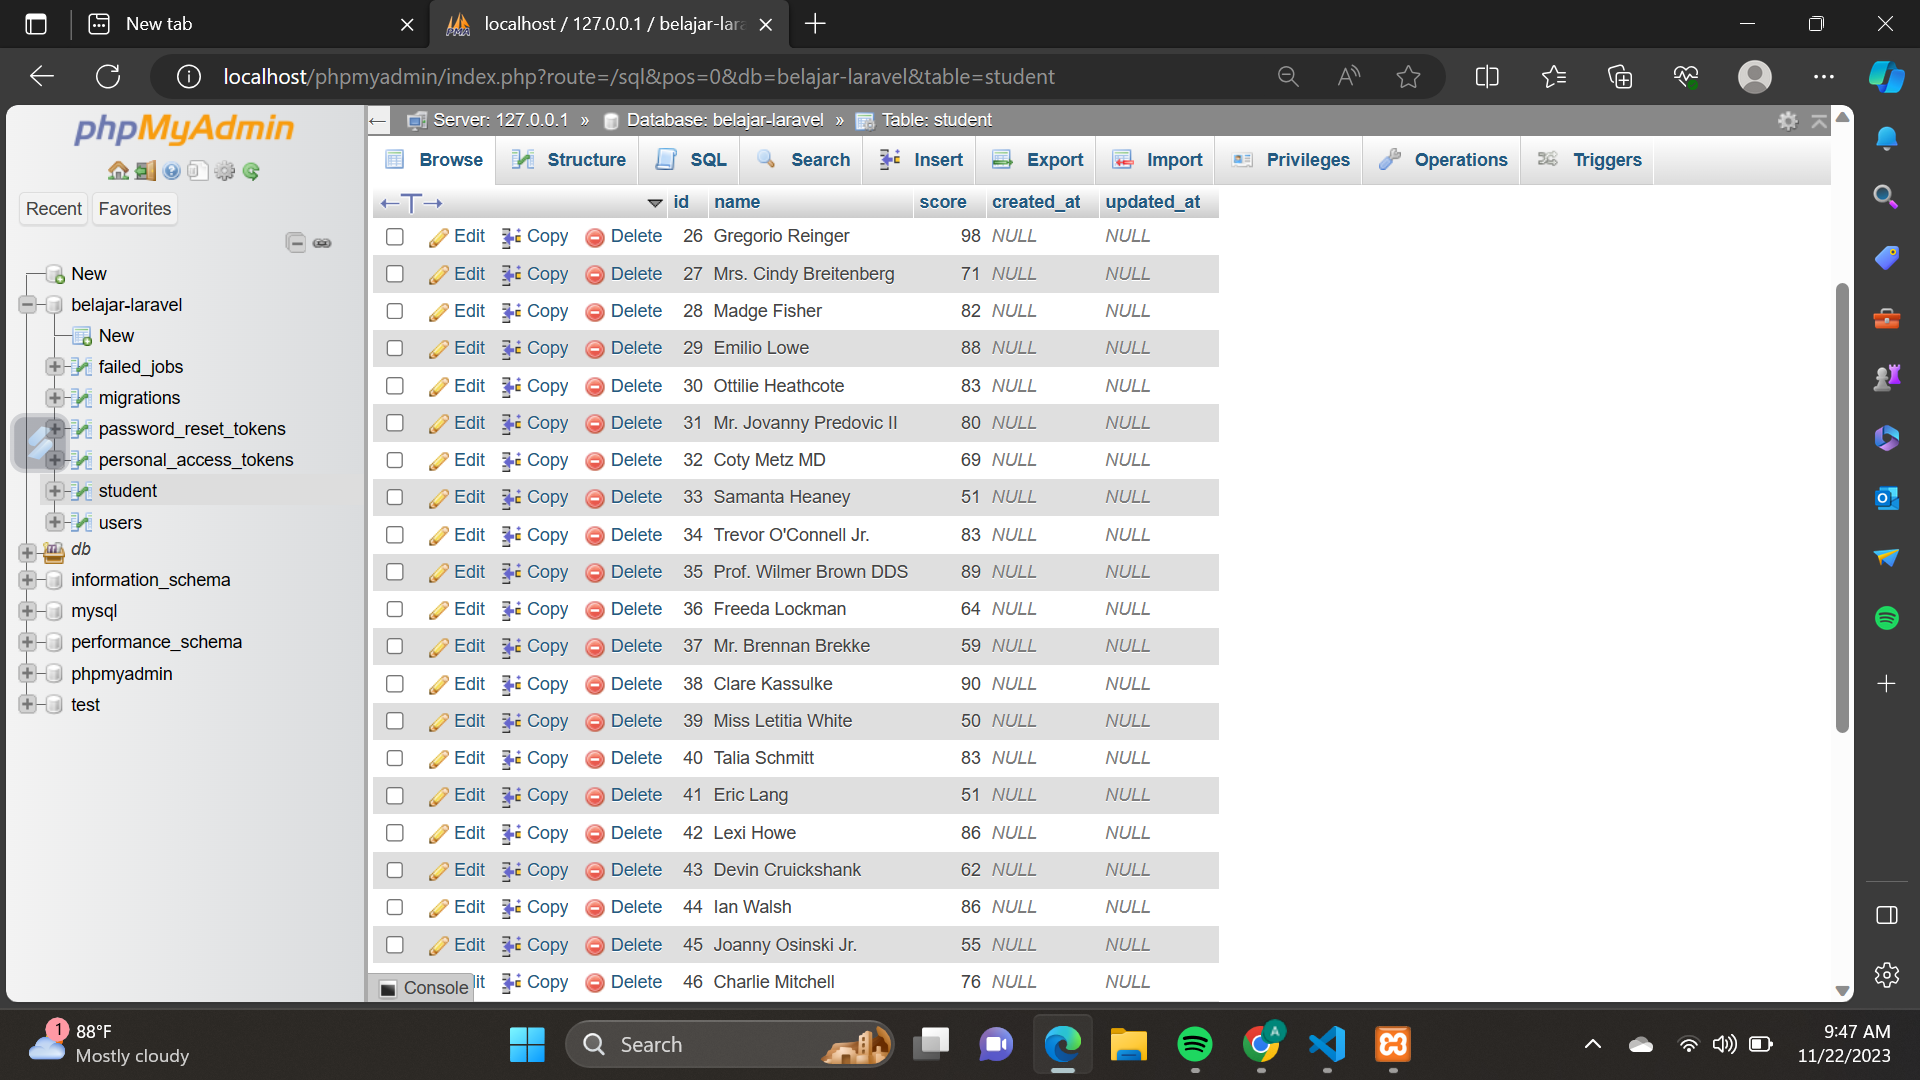 New tab
localhost / 127.0.0.1 / belajar-lara
localhost/phpmyadmin/index.php?route=/sql&pos=0&db=belajar-laravel&table=student
phpMyAdmin
Server: 127.0.0.1 » Database: belajar-laravel » Table: student
Browse Structure SQL Search Insert Export Import Privileges Operations Triggers
Recent Favorites
New
belajar-laravel
New
failed_jobs
migrations
password_reset_tokens
personal_access_tokens
student
users
db
information_schema
mysql
performance_schema
phpmyadmin
test
id name score created_at updated_at
Edit Copy Delete 26 Gregorio Reinger 98 NULL NULL
Edit Copy Delete 27 Mrs. Cindy Breitenberg 71 NULL NULL
Edit Copy Delete 28 Madge Fisher 82 NULL NULL
Edit Copy Delete 29 Emilio Lowe 88 NULL NULL
Edit Copy Delete 30 Ottilie Heathcote 83 NULL NULL
Edit Copy Delete 31 Mr. Jovanny Predovic II 80 NULL NULL
Edit Copy Delete 32 Coty Metz MD 69 NULL NULL
Edit Copy Delete 33 Samanta Heaney 51 NULL NULL
Edit Copy Delete 34 Trevor O'Connell Jr. 83 NULL NULL
Edit Copy Delete 35 Prof. Wilmer Brown DDS 89 NULL NULL
Edit Copy Delete 36 Freeda Lockman 64 NULL NULL
Edit Copy Delete 37 Mr. Brennan Brekke 59 NULL NULL
Edit Copy Delete 38 Clare Kassulke 90 NULL NULL
Edit Copy Delete 39 Miss Letitia White 50 NULL NULL
Edit Copy Delete 40 Talia Schmitt 83 NULL NULL
Edit Copy Delete 41 Eric Lang 51 NULL NULL
Edit Copy Delete 42 Lexi Howe 86 NULL NULL
Edit Copy Delete 43 Devin Cruickshank 62 NULL NULL
Edit Copy Delete 44 Ian Walsh 86 NULL NULL
Edit Copy Delete 45 Joanny Osinski Jr. 55 NULL NULL
Console it Copy Delete 46 Charlie Mitchell 76 NULL NULL
1
88°F
Mostly cloudy
Search
A
9:47 AM
11/22/2023